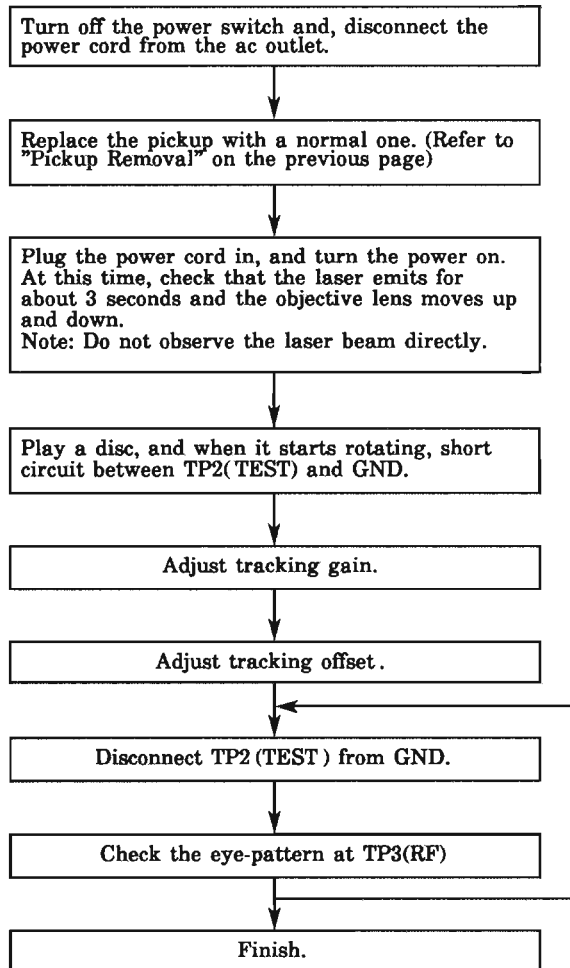 Turn off the power switch and, disconnect the
power cord from the ac outlet.
Replace the pickup with a normal one. (Refer to
"Pickup Removal" on the previous page)
Plug the power cord in, and turn the power on.
At this time, check that the laser emits for
about 3 seconds and the objective lens moves up
and down.
Note: Do not observe the laser beam directly.
Play a disc, and when it starts rotating, short
circuit between TP2(TEST) and GND.
Adjust tracking gain.
Adjust tracking offset.
Disconnect TP2 (TEST) from GND.
Check the eye-pattern at TP3(RF)
Finish.